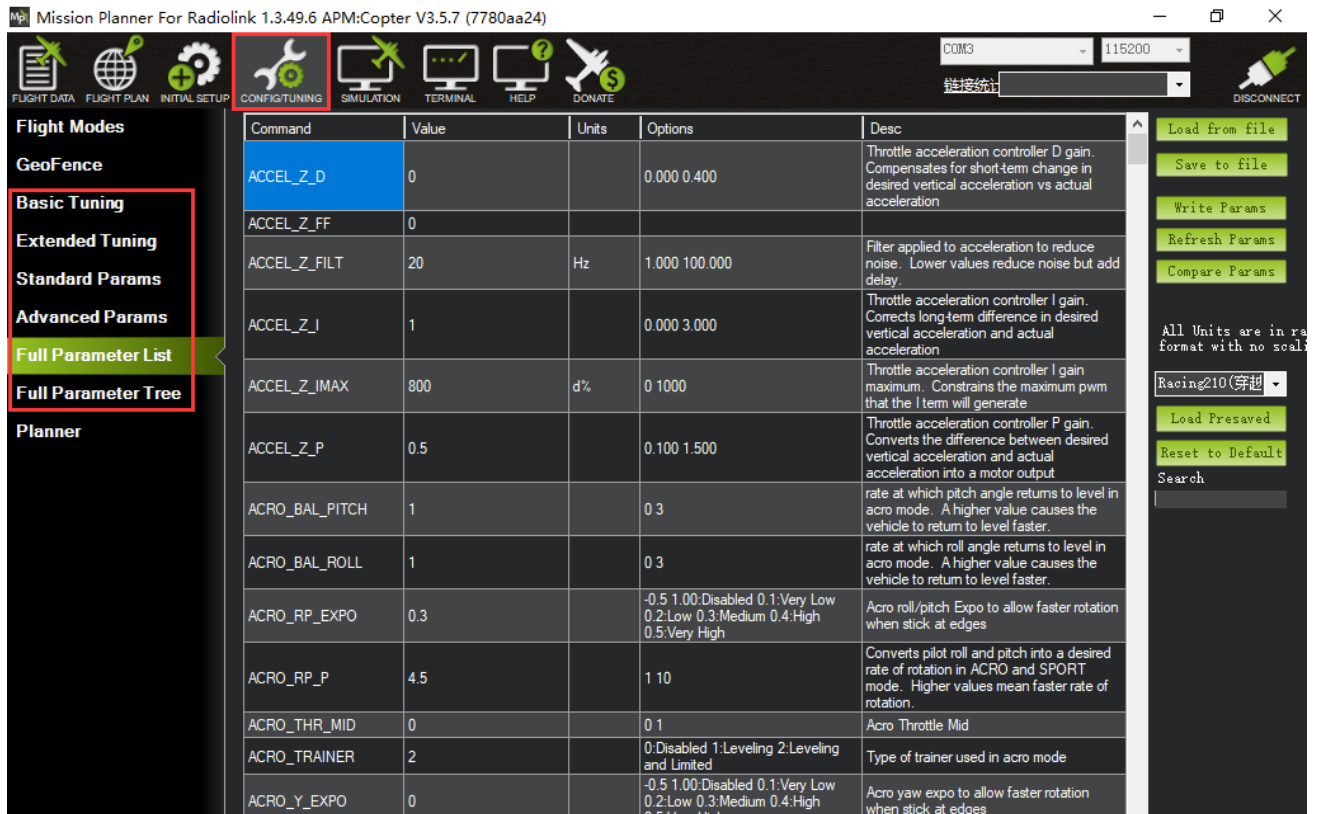 Mission Planner For Radiolink 1.3.49.6 APM:Copter V3.5.7 (7780aa24)
COM3
115200
链接统计
FLIGHT DATA
FLIGHT PLAN
INITIAL SETUP
CONFIG/TUNING
SIMULATION
TERMINAL
HELP
DONATE
DISCONNECT
Flight Modes
GeoFence
Basic Tuning
Extended Tuning
Standard Params
Advanced Params
Full Parameter List
Full Parameter Tree
Planner
Command Value Units Options Desc
ACCEL_Z_D 0 0.000 0.400
Throttle acceleration controller D gain.
Compensates for short-term change in
desired vertical acceleration vs actual
acceleration
ACCEL_Z_FF 0
ACCEL_Z_FILT 20 Hz 1.000 100.000
Filter applied to acceleration to reduce
noise. Lower values reduce noise but add
delay.
ACCEL_Z_I 1 0.000 3.000
Throttle acceleration controller I gain.
Corrects long-term difference in desired
vertical acceleration and actual
acceleration
ACCEL_Z_IMAX 800 d% 0 1000
Throttle acceleration controller I gain
maximum. Constrains the maximum pwm
that the I term will generate
ACCEL_Z_P 0.5 0.100 1.500
Throttle acceleration controller P gain.
Converts the difference between desired
vertical acceleration and actual
acceleration into a motor output
ACRO_BAL_PITCH 1 0 3
rate at which pitch angle returns to level in
acro mode. A higher value causes the
vehicle to return to level faster.
ACRO_BAL_ROLL 1 0 3
rate at which roll angle returns to level in
acro mode. A higher value causes the
vehicle to return to level faster.
ACRO_RP_EXPO 0.3
-0.5 1.00:Disabled 0.1:Very Low
0.2:Low 0.3:Medium 0.4:High
0.5:Very High
Acro roll/pitch Expo to allow faster rotation
when stick at edges
ACRO_RP_P 4.5 1 10
Converts pilot roll and pitch into a desired
rate of rotation in ACRO and SPORT
mode. Higher values mean faster rate of
rotation.
ACRO_THR_MID 0 0 1 Acro Throttle Mid
ACRO_TRAINER 2
0:Disabled 1:Leveling 2:Leveling
and Limited
Type of trainer used in acro mode
ACRO_Y_EXPO 0
-0.5 1.00:Disabled 0.1:Very Low
0.2:Low 0.3:Medium 0.4:High
Acro yaw expo to allow faster rotation
when stick at edges
Load from file
Save to file
Write Params
Refresh Params
Compare Params
All Units are in ra
format with no scali
Racing210(穿越
Load Presaved
Reset to Default
Search